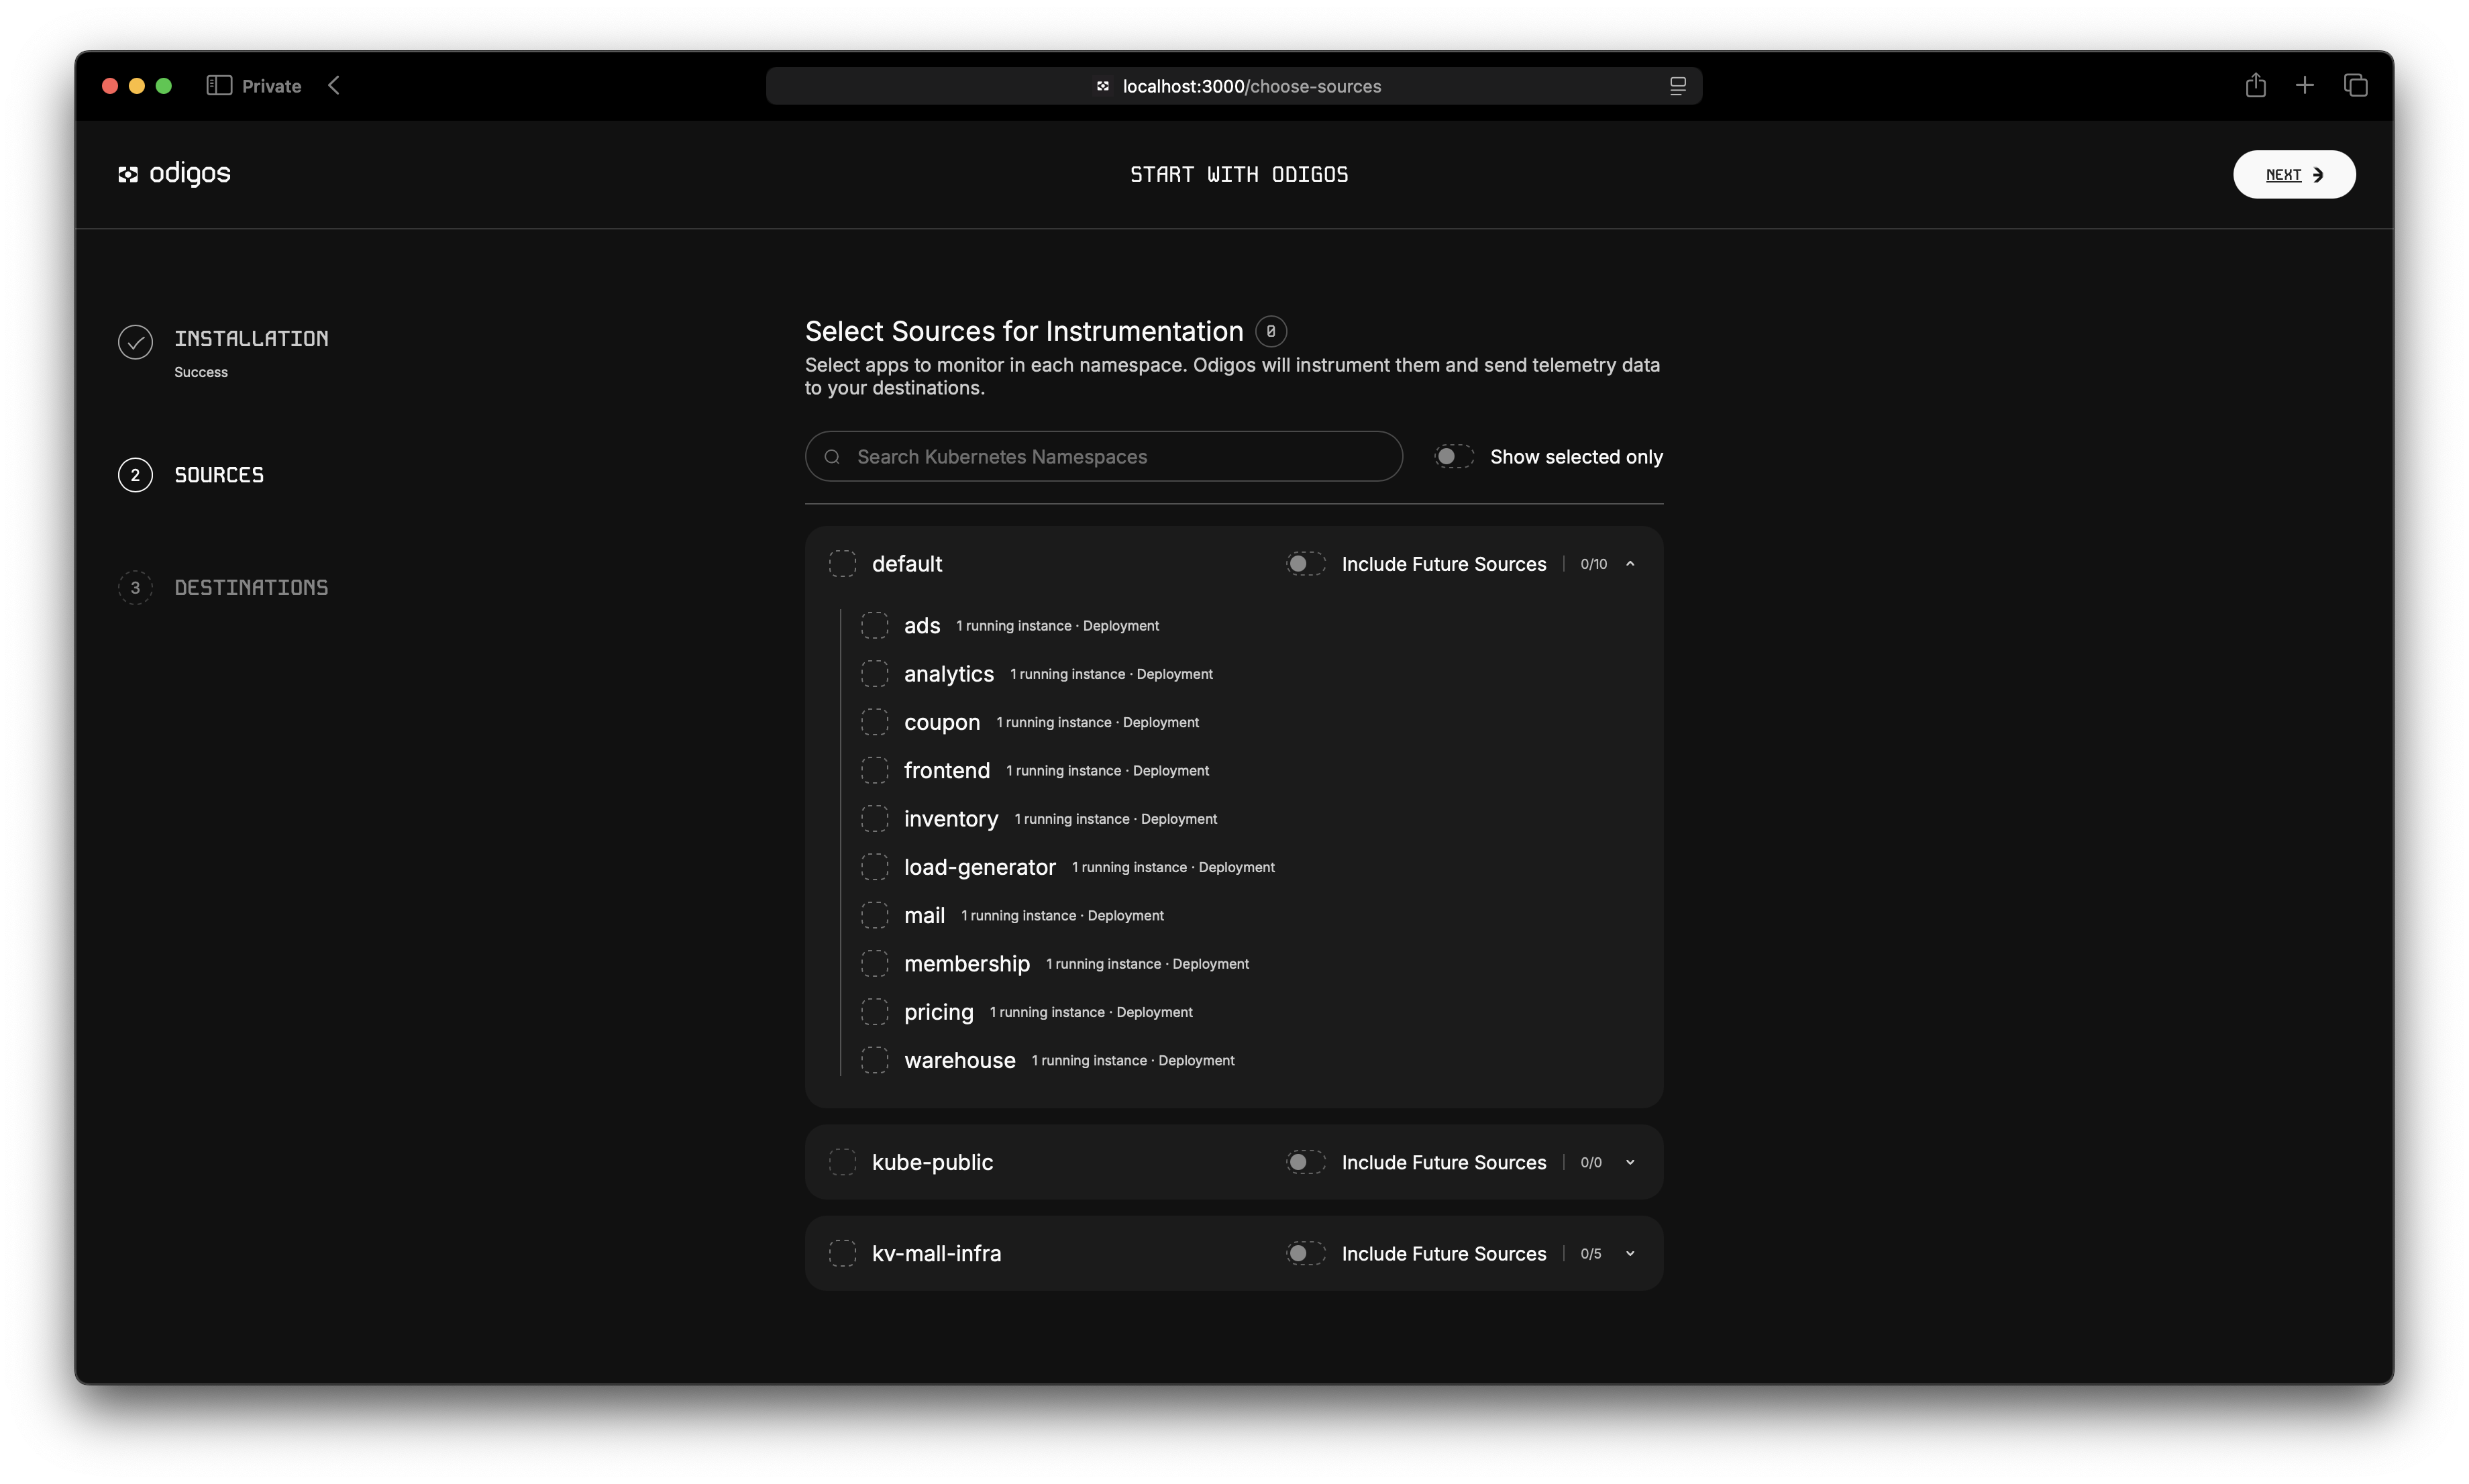 Private
localhost:3000/choose-sources
odigos
START WITH ODIGOS
NEXT
INSTALLATION
Success
2 SOURCES
3 DESTINATIONS
Select Sources for Instrumentation 0
Select apps to monitor in each namespace. Odigos will instrument them and send telemetry data
to your destinations.
Search Kubernetes Namespaces
Show selected only
default Include Future Sources 0/10
ads 1 running instance · Deployment
analytics 1 running instance · Deployment
coupon 1 running instance · Deployment
frontend 1 running instance · Deployment
inventory 1 running instance · Deployment
load-generator 1 running instance · Deployment
mail 1 running instance · Deployment
membership 1 running instance · Deployment
pricing 1 running instance · Deployment
warehouse 1 running instance · Deployment
kube-public Include Future Sources 0/0
kv-mall-infra Include Future Sources 0/5